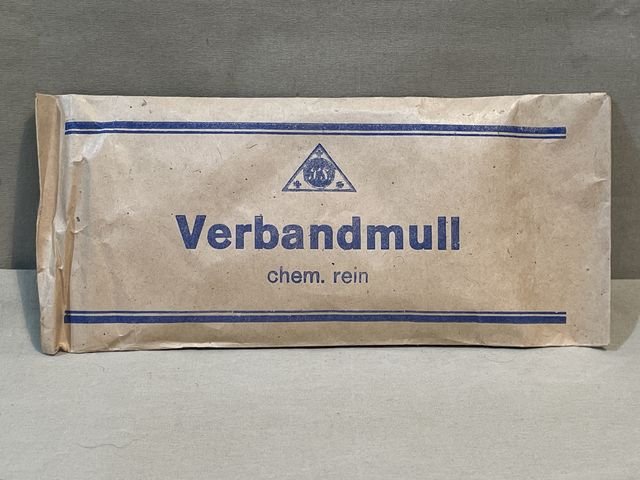 Verbandmull
chem. rein